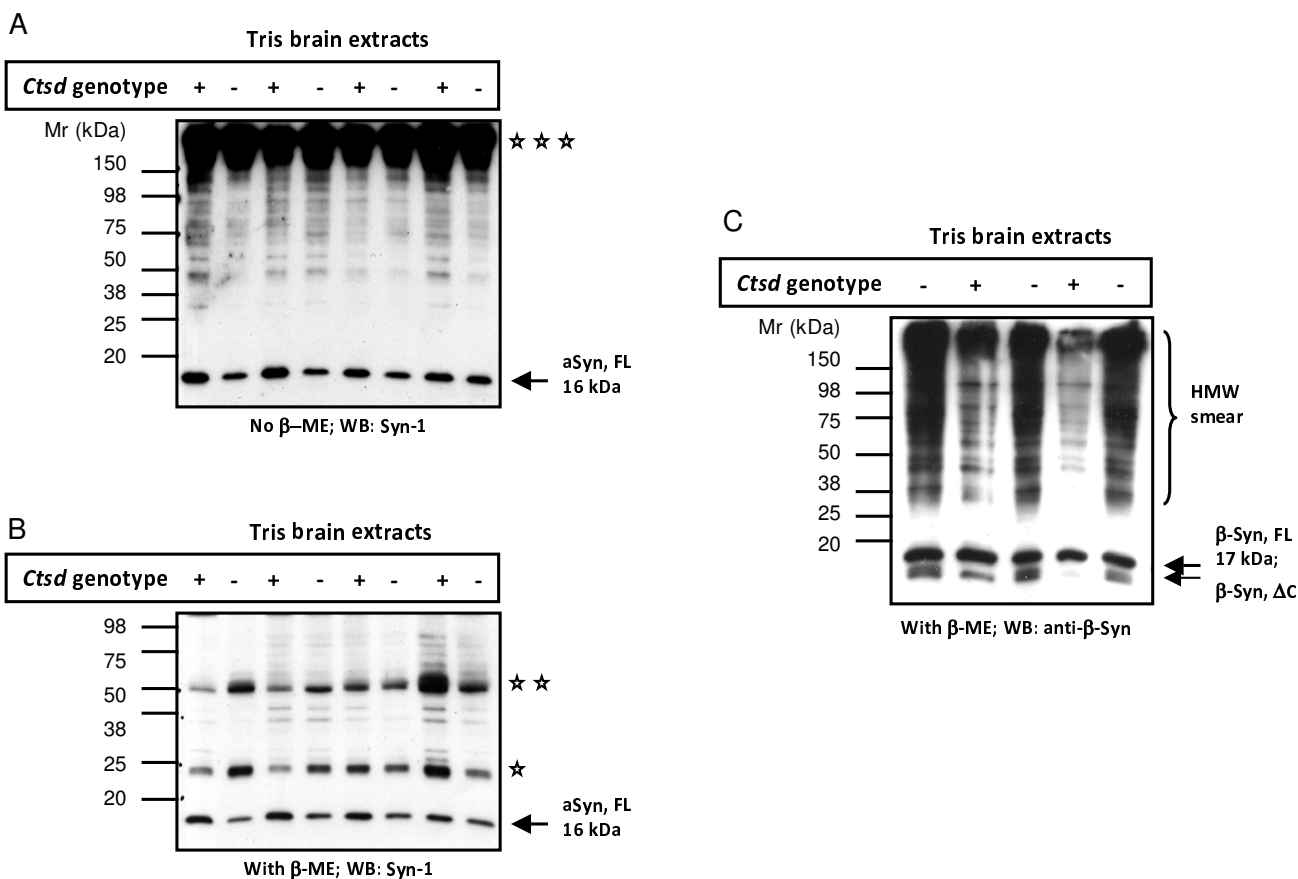 A
Tris brain extracts
Ctsd genotype + - + - + - + -
Mr (kDa)
150
98
75
50
38
25
20
aSyn, FL
16 kDa
No β–ME; WB: Syn-1
B
Tris brain extracts
Ctsd genotype + - + - + - + -
98
75
50
38
25
20
aSyn, FL
16 kDa
With β-ME; WB: Syn-1
C
Tris brain extracts
Ctsd genotype - + - + -
Mr (kDa)
150
98
75
50
38
25
20
HMW
smear
β-Syn, FL
17 kDa;
β-Syn, ΔC
With β-ME; WB: anti-β-Syn